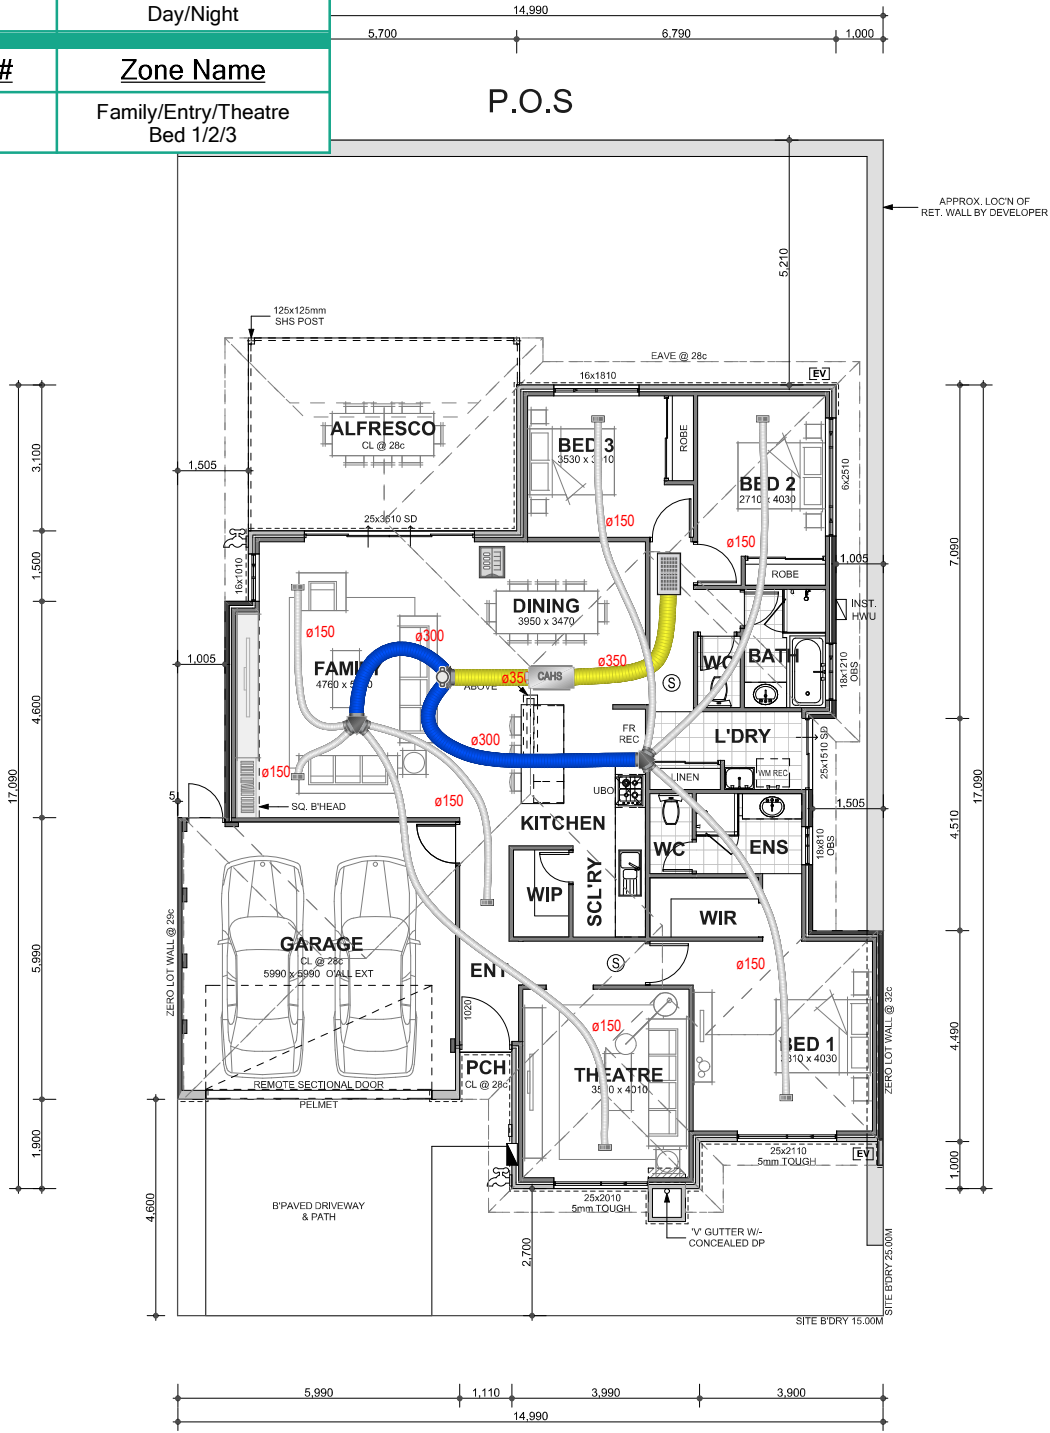 Day/Night
#
Zone Name
Family/Entry/Theatre
Bed 1/2/3
14,990
5,700
6,790
1,000
P.O.S
APPROX. LOC'N OF
RET. WALL BY DEVELOPER
5,210
125x125mm
SHS POST
EAVE @ 28c
16x1810
EV
ALFRESCO
CL @ 28c
BED 3
ROBE
BED 2
2710 x 4030
6x2510
3,100
1,505
25x3510 SD
ø150
ø150
ROBE
1,005
7,090
1,500
16x1010
DINING
3950 x 3470
INST.
HWU
ø150
ø300
WC
BATH
18x1210
OBS
1,005
FAMILY
ø350
CAHS
ø350
ABOVE
S
4,600
FR
REC
L'DRY
25x1510 SD
ø300
ø150
LINEN
WM REC
UBO
17,090
17,090
SQ. B'HEAD
ø150
1,505
4,510
KITCHEN
WC
ENS
18x810
OBS
WIP
SCL'RY
WIR
ZERO LOT WALL @ 29c
GARAGE
CL @ 28c
5990 x 5990 O'ALL EXT
ENT
S
ø150
5,990
1020
ø150
BED 1
ZERO LOT WALL @ 32c
4,490
REMOTE SECTIONAL DOOR
PELMET
PCH
CL @ 28c
THEATRE
1,900
25x2110
5mm TOUGH
EV
1,000
4,600
B'PAVED DRIVEWAY
& PATH
25x2010
5mm TOUGH
2,700
'V' GUTTER W/-
CONCEALED DP
SITE B'DRY 25.00M
SITE B'DRY 15.00M
5,990
1,110
3,990
3,900
14,990